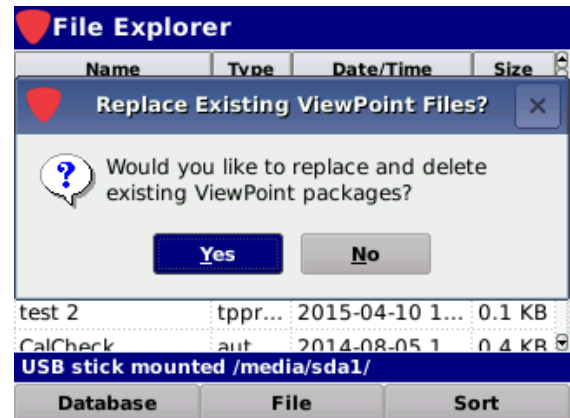 File Explorer
Name Type Date/Time Size
Replace Existing ViewPoint Files?
Would you like to replace and delete
existing ViewPoint packages?
Yes No
test 2 tppr... 2015-04-10 1... 0.1 KB
CalCheck aut... 2014-08-05 1... 0.4 KB
USB stick mounted /media/sda1/
Database File Sort